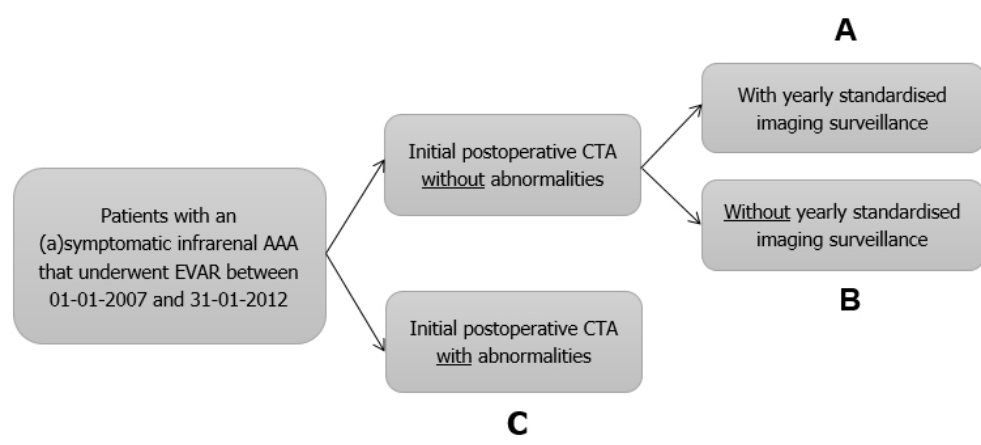 A
With yearly standardised
imaging surveillance
Initial postoperative CTA
without abnormalities
Patients with an
(a)symptomatic infrarenal AAA
that underwent EVAR between
01-01-2007 and 31-01-2012
Without yearly standardised
imaging surveillance
B
Initial postoperative CTA
with abnormalities
C